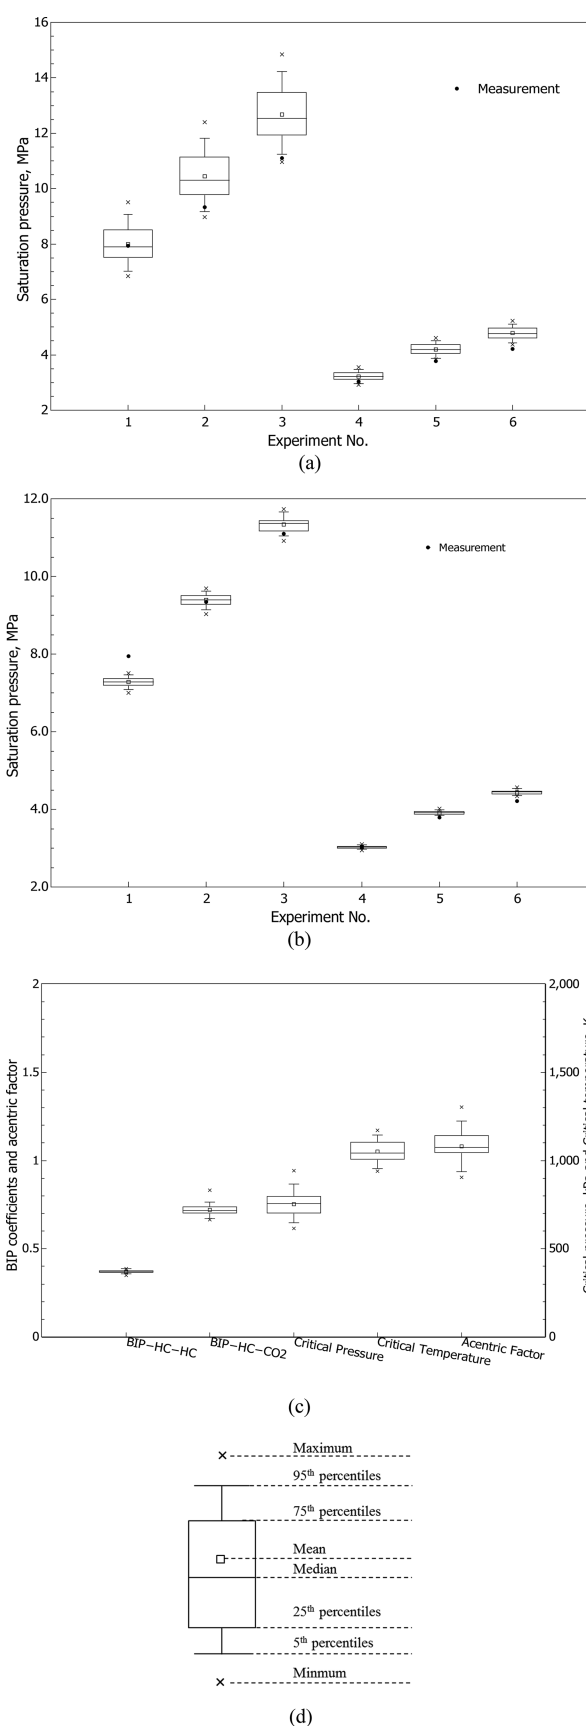 16
14
12
10
8
6
4
2
Saturation pressure, MPa
Measurement
1 2 3 4 5 6
Experiment No.
(a)
12.0
10.0
8.0
6.0
4.0
2.0
Saturation pressure, MPa
Measurement
1 2 3 4 5 6
Experiment No.
(b)
2
1.5
1
0.5
0
BIP coefficients and acentric factor
2,000
1,500
1,000
500
0
BIP−HC−HC
BIP−HC−CO2
Critical Pressure
Critical Temperature
Acentric Factor
(c)
Maximum
95th percentiles
75th percentiles
Mean
Median
25th percentiles
5th percentiles
Minmum
(d)